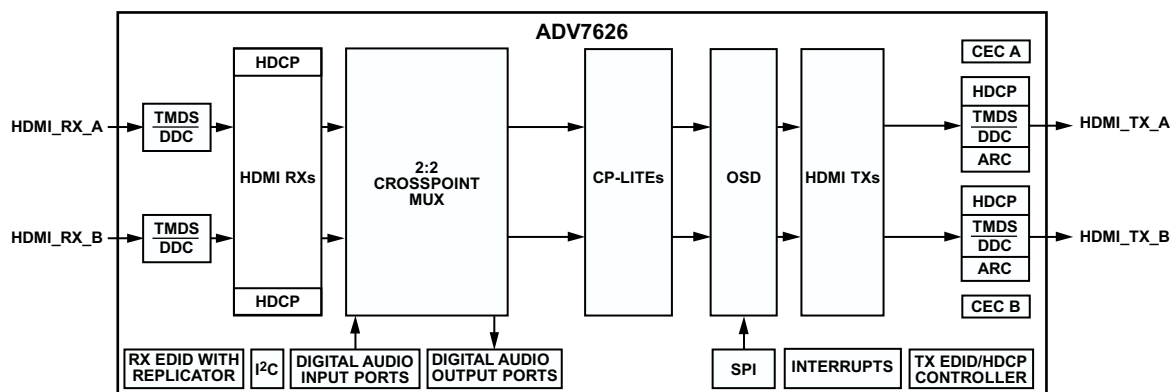 ADV7626
HDCP
CEC A
HDMI_RX_A
TMDS
DDC
HDMI RXs
2:2
CROSSPOINT
MUX
CP-LITEs
OSD
HDMI TXs
HDCP
TMDS
DDC
ARC
HDMI_TX_A
HDMI_RX_B
TMDS
DDC
HDCP
HDCP
TMDS
DDC
ARC
HDMI_TX_B
CEC B
RX EDID WITH
REPLICATOR
I²C
DIGITAL AUDIO
INPUT PORTS
DIGITAL AUDIO
OUTPUT PORTS
SPI
INTERRUPTS
TX EDID/HDCP
CONTROLLER